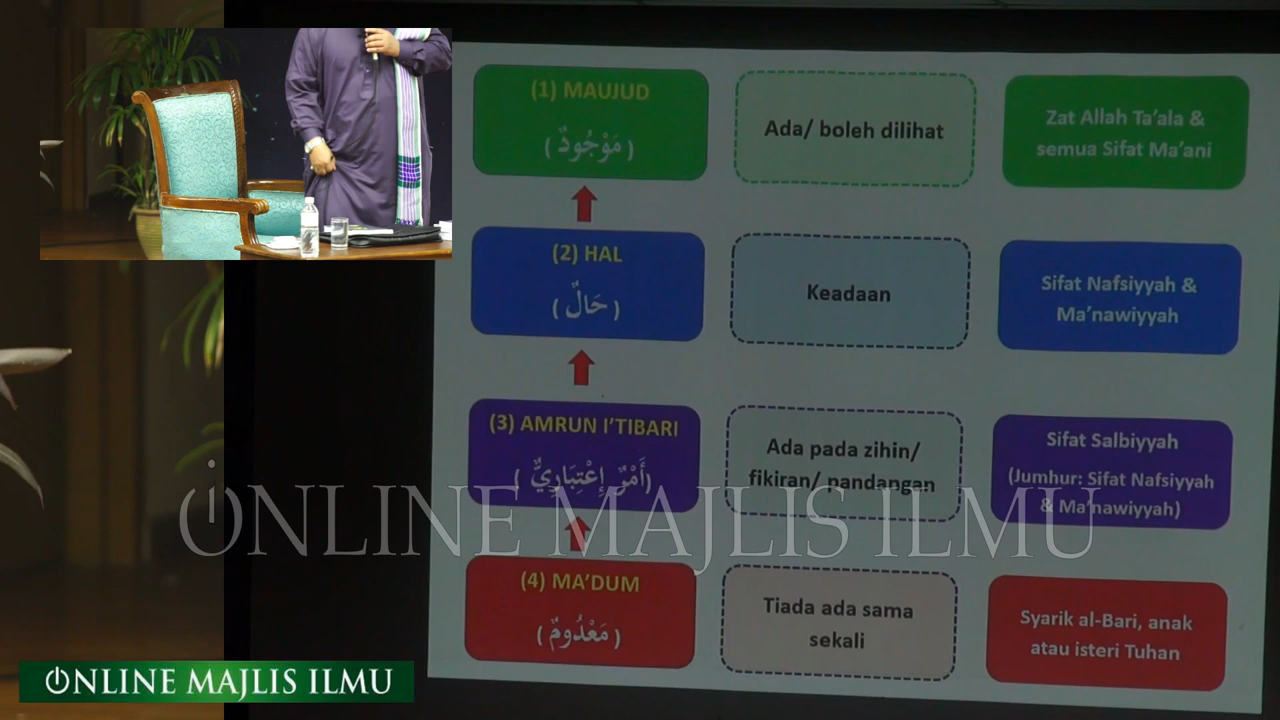 (1) MAUJUD
(مَوْجُودٌ)
Ada/ boleh dilihat
Zat Allah Ta'ala &
semua Sifat Ma'ani
(2) HAL
(حَالٌ)
Keadaan
Sifat Nafsiyyah &
Ma'nawiyyah
(3) AMRUN I'TIBARI
(أَمْرٌ إِعْتِبَارِيٌّ)
Ada pada zihin/
fikiran/ pandangan
Sifat Salbiyyah
(Jumhur: Sifat Nafsiyyah
& Ma'nawiyyah)
(4) MA'DUM
(مَعْدُومٌ)
Tiada ada sama
sekali
Syarik al-Bari, anak
atau isteri Tuhan
ONLINE MAJLIS ILMU
ONLINE MAJLIS ILMU